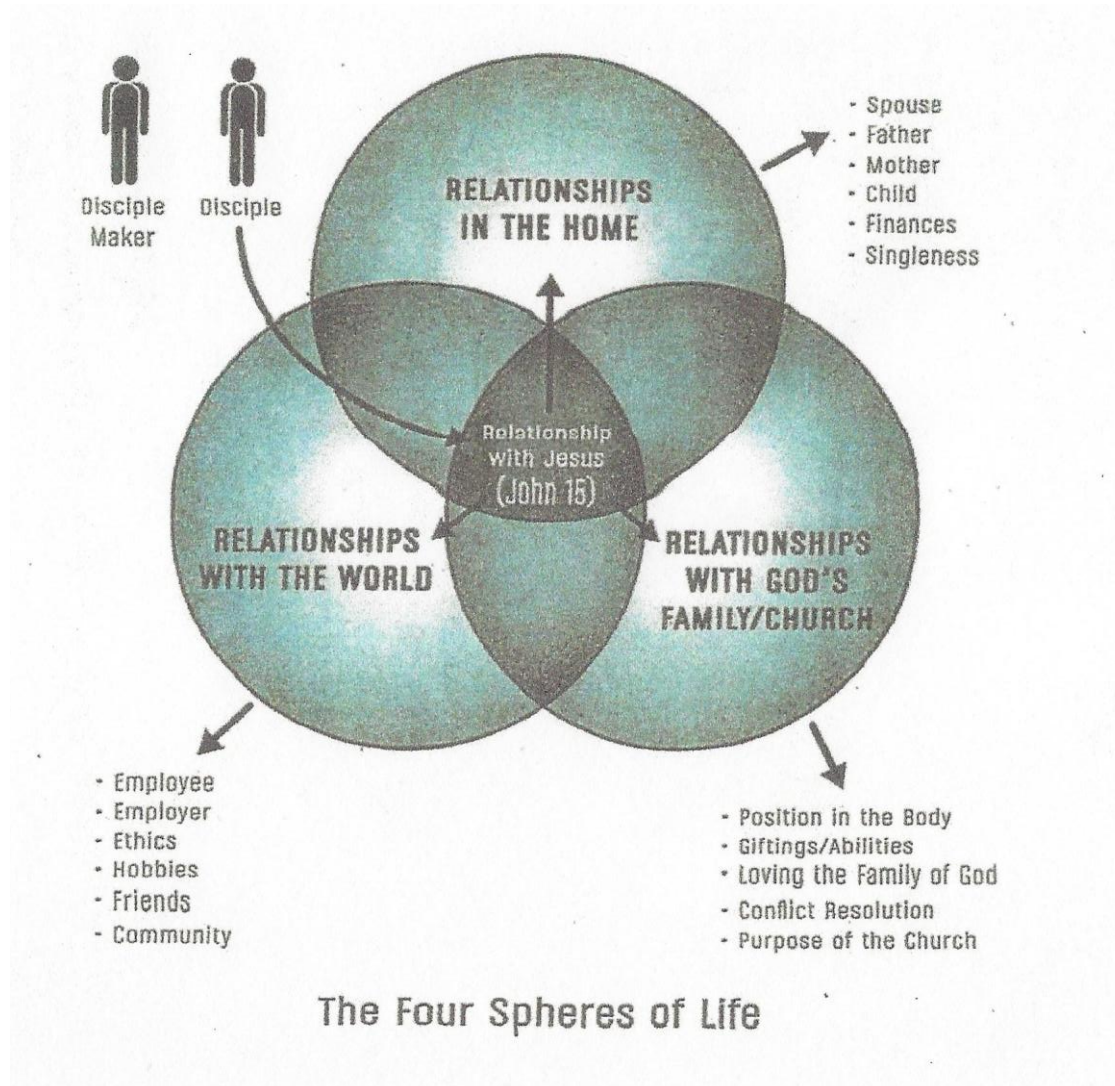 Disciple
Maker
Disciple
RELATIONSHIPS
IN THE HOME
- Spouse
- Father
- Mother
- Child
- Finances
- Singleness
Relationship
with Jesus
(John 15)
RELATIONSHIPS
WITH THE WORLD
RELATIONSHIPS
WITH GOD'S
FAMILY/CHURCH
- Employee
- Employer
- Ethics
- Hobbies
- Friends
- Community
- Position in the Body
- Giftings/Abilities
- Loving the Family of God
- Conflict Resolution
- Purpose of the Church
The Four Spheres of Life